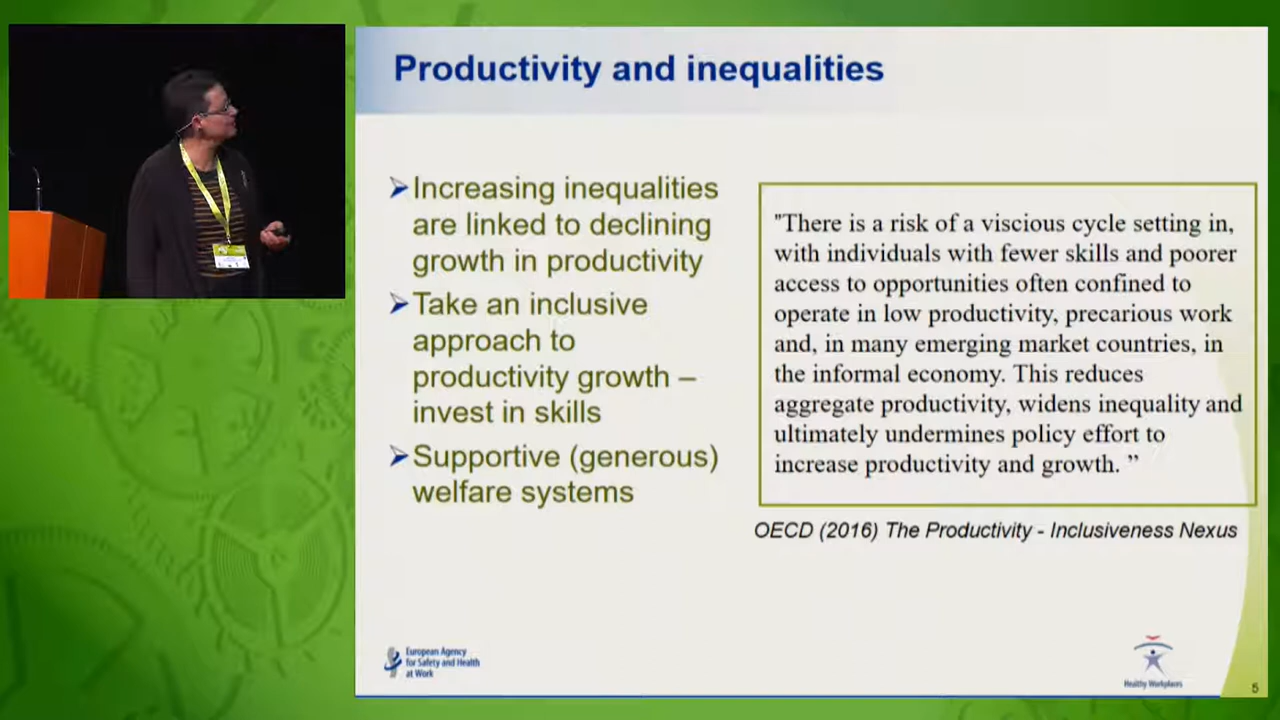 Productivity and inequalities
➢Increasing inequalities
are linked to declining
growth in productivity
➢Take an inclusive
approach to
productivity growth –
invest in skills
➢Supportive (generous)
welfare systems
"There is a risk of a viscious cycle setting in,
with individuals with fewer skills and poorer
access to opportunities often confined to
operate in low productivity, precarious work
and, in many emerging market countries, in
the informal economy. This reduces
aggregate productivity, widens inequality and
ultimately undermines policy effort to
increase productivity and growth. ”
OECD (2016) The Productivity - Inclusiveness Nexus
European Agency
for Safety and Health
at Work
Healthy Workplaces
5